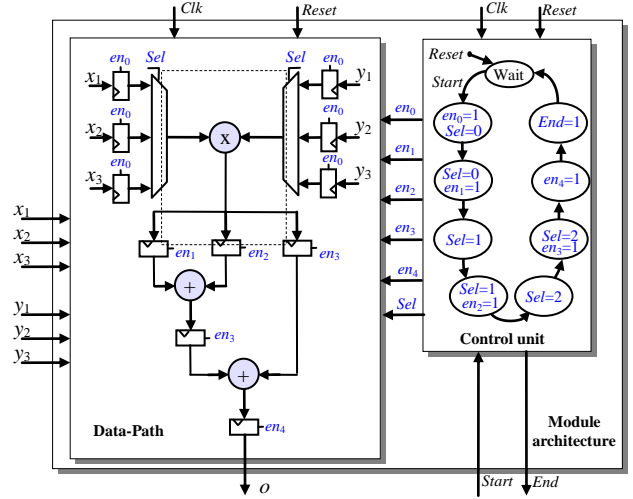 Clk
Reset
Clk
Reset
Sel
Sel
en0
en0
x1
y1
en0
en0
x2
y2
en0
en0
x3
y3
x
x1
x2
x3
y1
y2
y3
en1
en2
en3
+
en3
+
en4
Data-Path
o
en0
en1
en2
en3
en4
Sel
Reset
Wait
Start
en0=1
Sel=0
Sel=0
en1=1
Sel=1
Sel=1
en2=1
Sel=2
Sel=2
en3=1
en4=1
End=1
Control unit
Module
architecture
Start
End